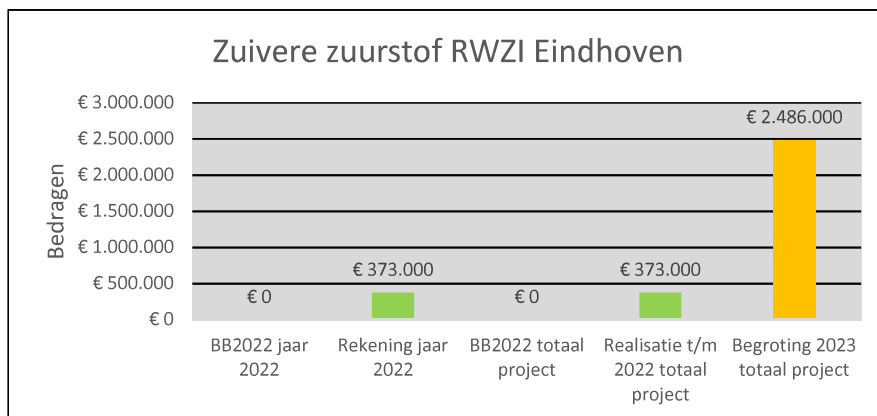 Zuivere zuurstof RWZI Eindhoven
Bedragen
€ 3.000.000
€ 2.500.000
€ 2.000.000
€ 1.500.000
€ 1.000.000
€ 500.000
€ 0
€ 0
€ 373.000
€ 0
€ 373.000
€ 2.486.000
BB2022 jaar
2022
Rekening jaar
2022
BB2022 totaal
project
Realisatie t/m
2022 totaal
project
Begroting 2023
totaal project